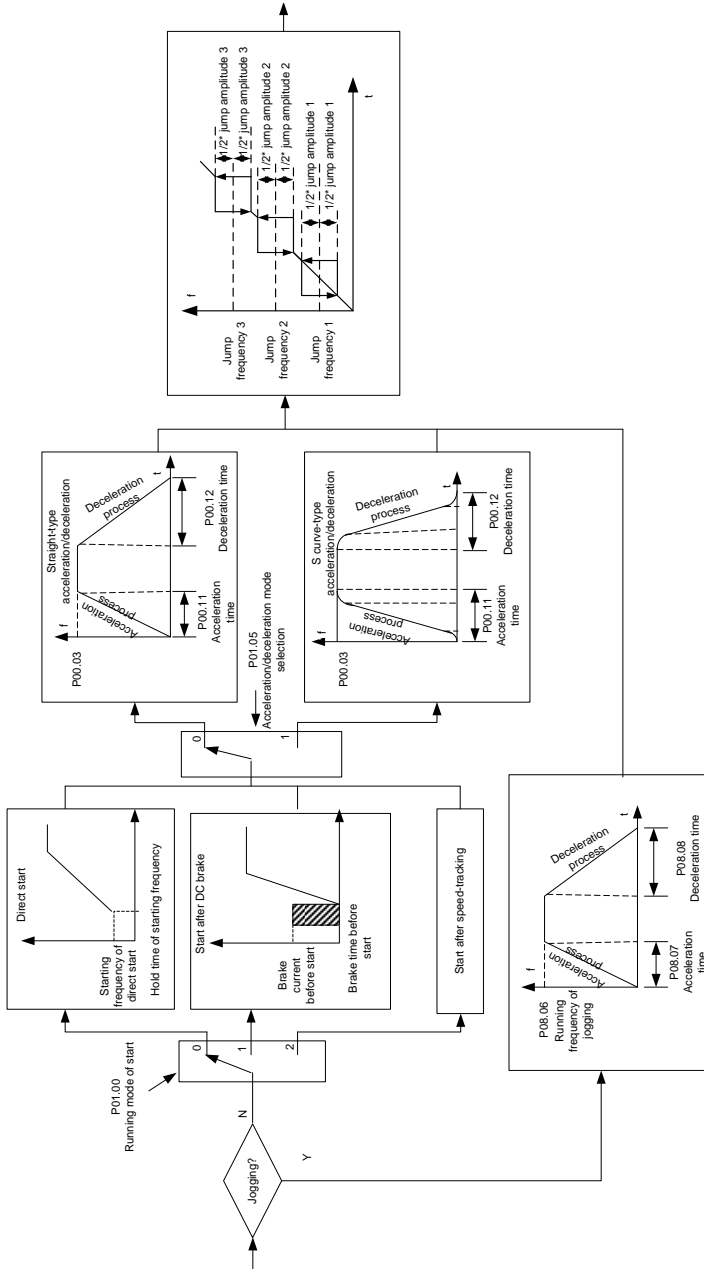 Jogging?
N
Y
P01.00
Running mode of start
0
1
2
Direct start
Starting
frequency of
direct start
Hold time of starting frequency
Start after DC brake
Brake
current
before start
Brake time before
start
Start after speed-tracking
P08.06
Running
frequency of
jogging
f
t
Acceleration
process
Deceleration
process
P08.07
Acceleration
time
P08.08
Deceleration time
0
1
P01.05
Acceleration/deceleration mode
selection
Straight-type
acceleration/deceleration
P00.03
f
t
Acceleration
process
Deceleration
process
P00.11
Acceleration
time
P00.12
Deceleration time
S curve-type
acceleration/deceleration
P00.03
f
t
Acceleration
process
Deceleration
process
P00.11
Acceleration
time
P00.12
Deceleration time
f
Jump
frequency 3
Jump
frequency 2
Jump
frequency 1
1/2* jump amplitude 3
1/2* jump amplitude 3
1/2* jump amplitude 2
1/2* jump amplitude 2
1/2* jump amplitude 1
1/2* jump amplitude 1
t